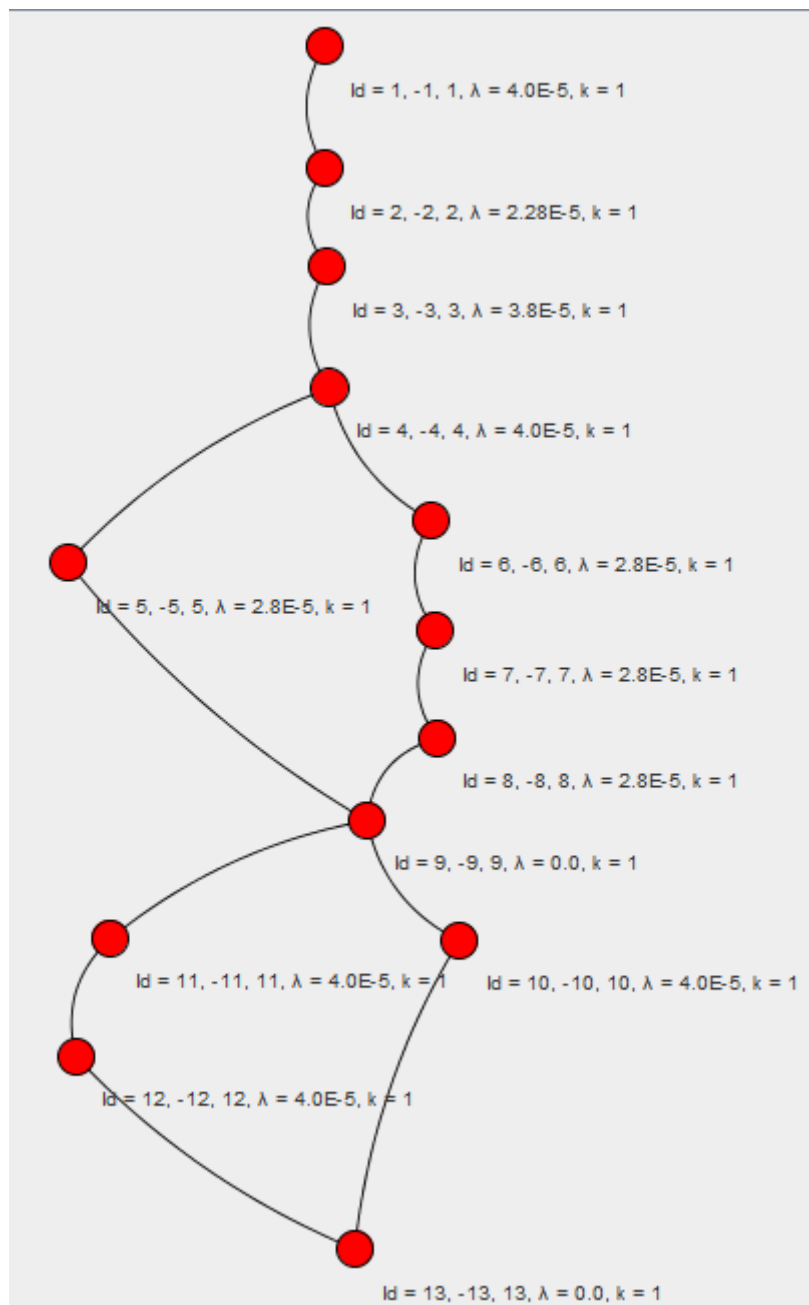 Id = 1, -1, 1, λ = 4.0E-5, k = 1
Id = 2, -2, 2, λ = 2.28E-5, k = 1
Id = 3, -3, 3, λ = 3.8E-5, k = 1
Id = 4, -4, 4, λ = 4.0E-5, k = 1
Id = 6, -6, 6, λ = 2.8E-5, k = 1
Id = 5, -5, 5, λ = 2.8E-5, k = 1
Id = 7, -7, 7, λ = 2.8E-5, k = 1
Id = 8, -8, 8, λ = 2.8E-5, k = 1
Id = 9, -9, 9, λ = 0.0, k = 1
Id = 11, -11, 11, λ = 4.0E-5, k = 1
Id = 10, -10, 10, λ = 4.0E-5, k = 1
Id = 12, -12, 12, λ = 4.0E-5, k = 1
Id = 13, -13, 13, λ = 0.0, k = 1